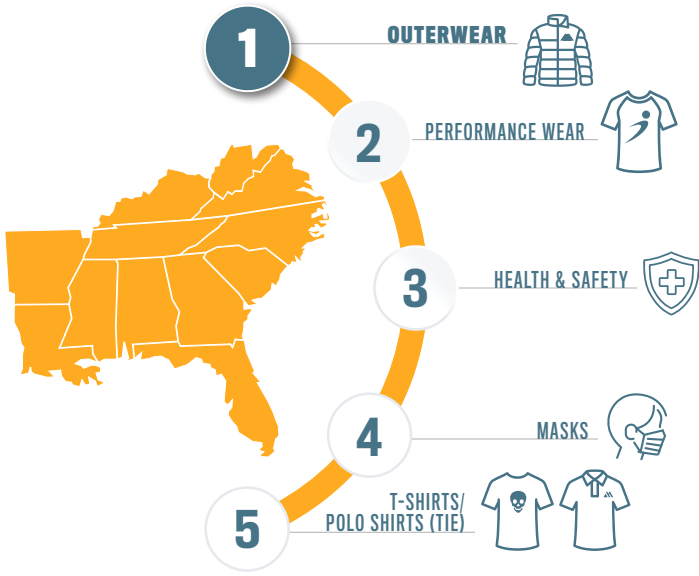 1
OUTERWEAR
2
PERFORMANCE WEAR
3
HEALTH & SAFETY
4
MASKS
5
T-SHIRTS/
POLO SHIRTS (TIE)